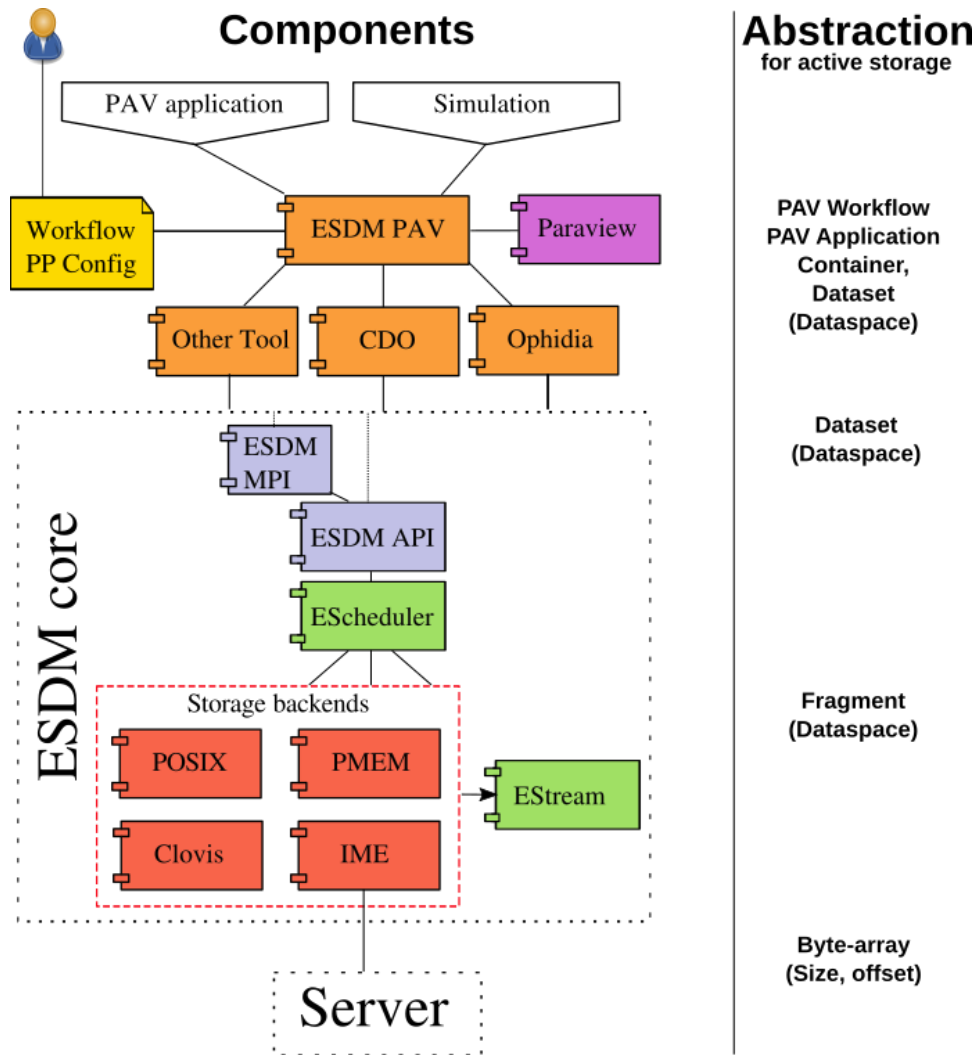 Components
Abstraction
for active storage
PAV application
Simulation
Workflow
PP Config
ESDM PAV
Paraview
PAV Workflow
PAV Application
Container,
Dataset
(Dataspace)
Other Tool
CDO
Ophidia
Dataset
(Dataspace)
ESDM core
ESDM
MPI
ESDM API
EScheduler
Storage backends
POSIX
PMEM
Clovis
IME
EStream
Fragment
(Dataspace)
Server
Byte-array
(Size, offset)